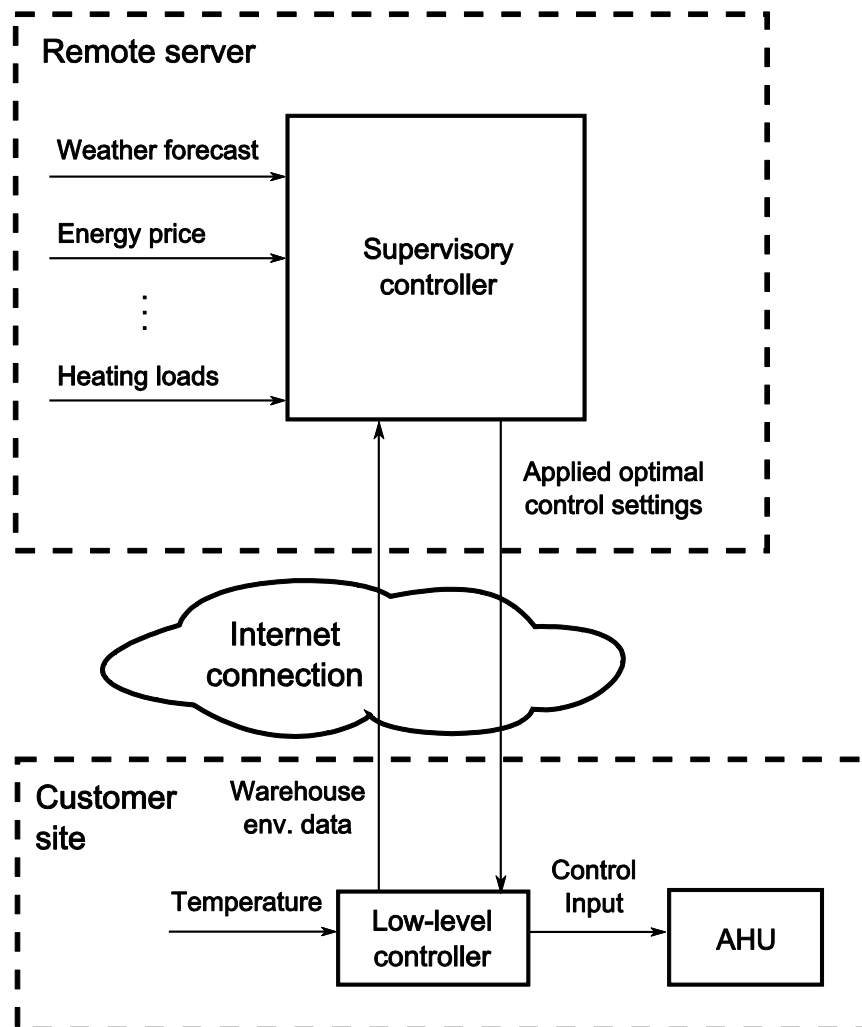 Remote server
Weather forecast
Energy price
Heating loads
Supervisory
controller
Applied optimal
control settings
Internet
connection
Customer
site
Warehouse
env. data
Temperature
Low-level
controller
Control
Input
AHU